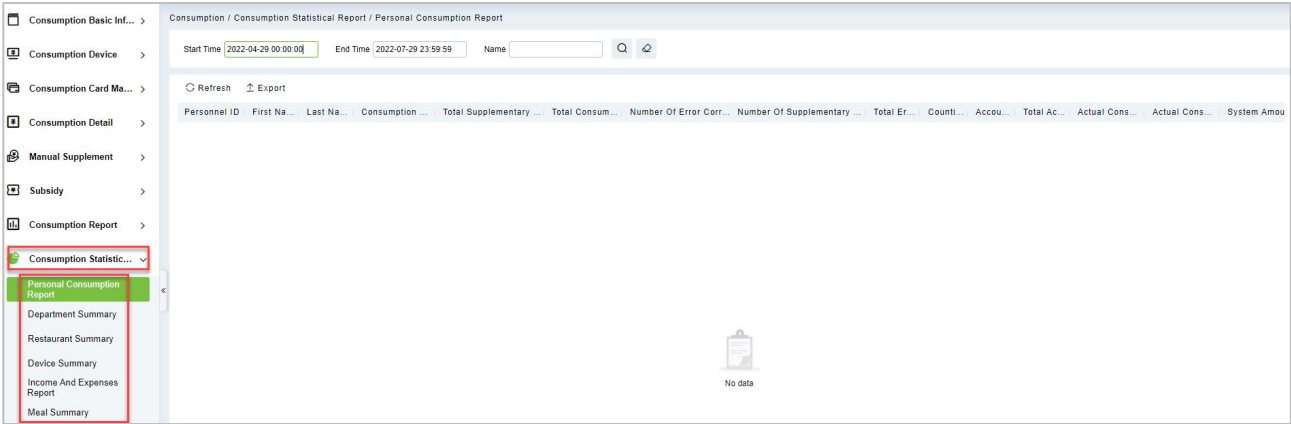 Consumption Basic Inf...
Consumption Device
Consumption Card Ma...
Consumption Detail
Manual Supplement
Subsidy
Consumption Report
Consumption Statistic...
Personal Consumption
Report
Department Summary
Restaurant Summary
Device Summary
Income And Expenses
Report
Meal Summary
Consumption / Consumption Statistical Report / Personal Consumption Report
Start Time 2022-04-29 00:00:00 End Time 2022-07-29 23:59:59 Name
Refresh Export
Personnel ID First Na... Last Na... Consumption ... Total Supplementary ... Total Consum... Number Of Error Corr... Number Of Supplementary ... Total Er... Counti... Accou... Total Ac... Actual Cons... Actual Cons... System Amou
No data